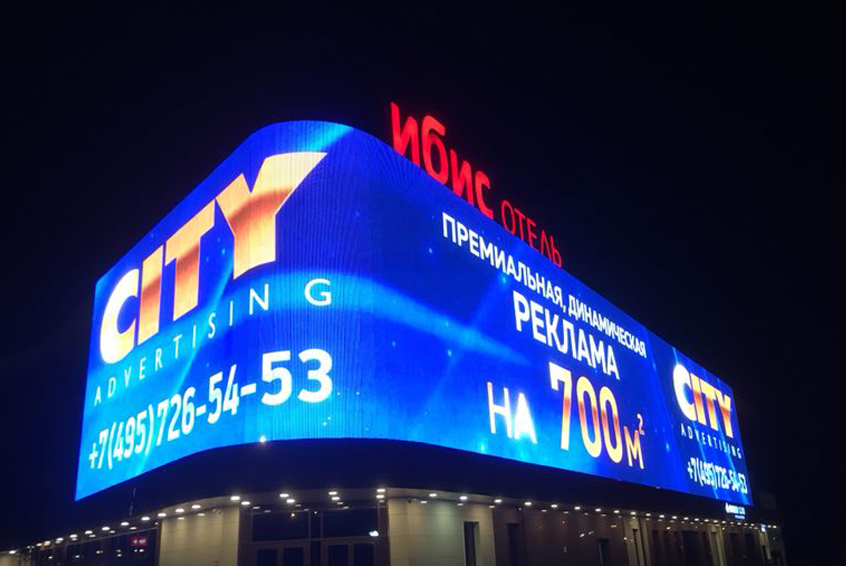 ибис ОТЕЛЬ
CITY
ADVERTISING
+7(495)726-54-53
ПРЕМИАЛЬНАЯ, ДИНАМИЧЕСКАЯ
РЕКЛАМА
НА 700м²
CITY
ADVERTISING
+7(495)726-54-53